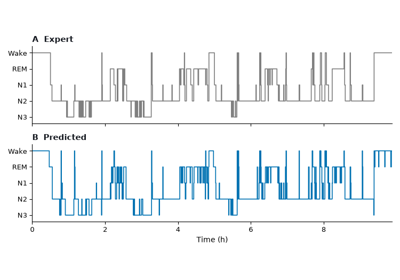 A Expert
Wake
REM
N1
N2
N3
B Predicted
Wake
REM
N1
N2
N3
0 2 4 6 8
Time (h)